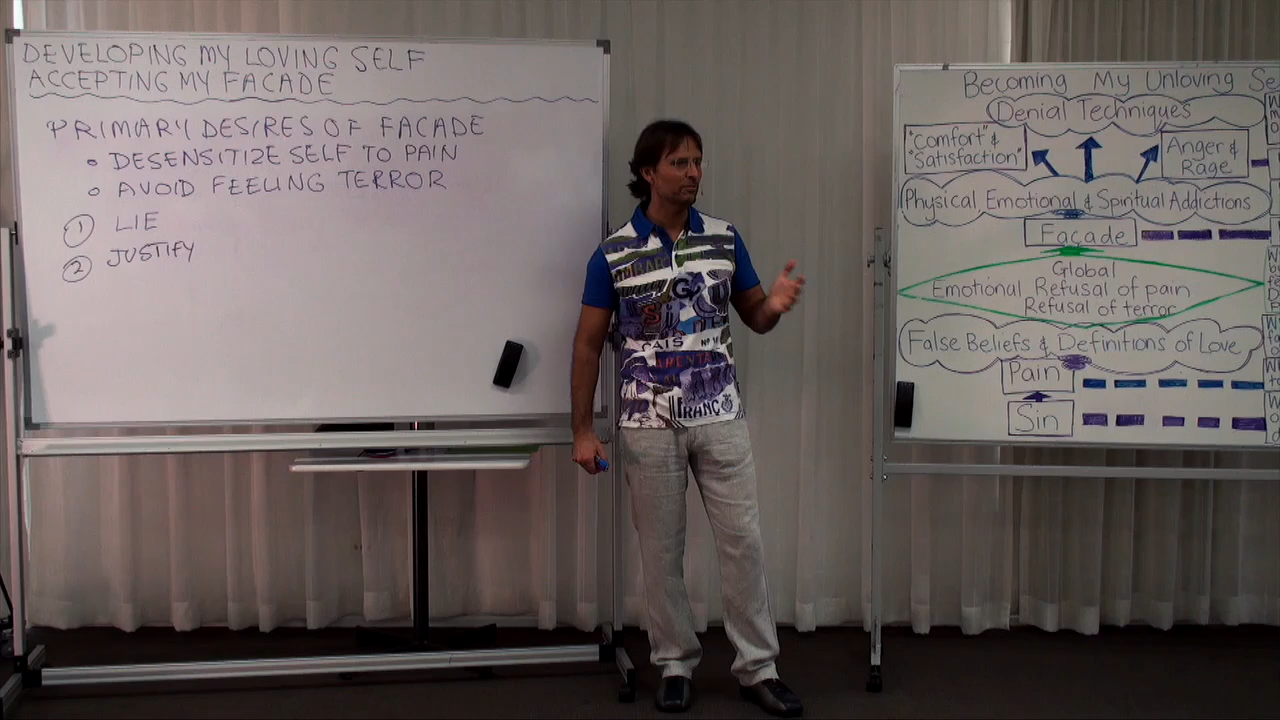 DEVELOPING MY LOVING SELF
ACCEPTING MY FACADE
PRIMARY DESIRES OF FACADE
• DESENSITIZE SELF TO PAIN
• AVOID FEELING TERROR
① LIE
② JUSTIFY
Becoming My Unloving Se
Denial Techniques
"Comfort" &
"Satisfaction"
Anger &
Rage
Physical, Emotional & Spiritual Addictions
Facade
Global
Emotional Refusal of pain
Refusal of terror
False Beliefs & Definitions of Love
Pain
Sin
FRANC